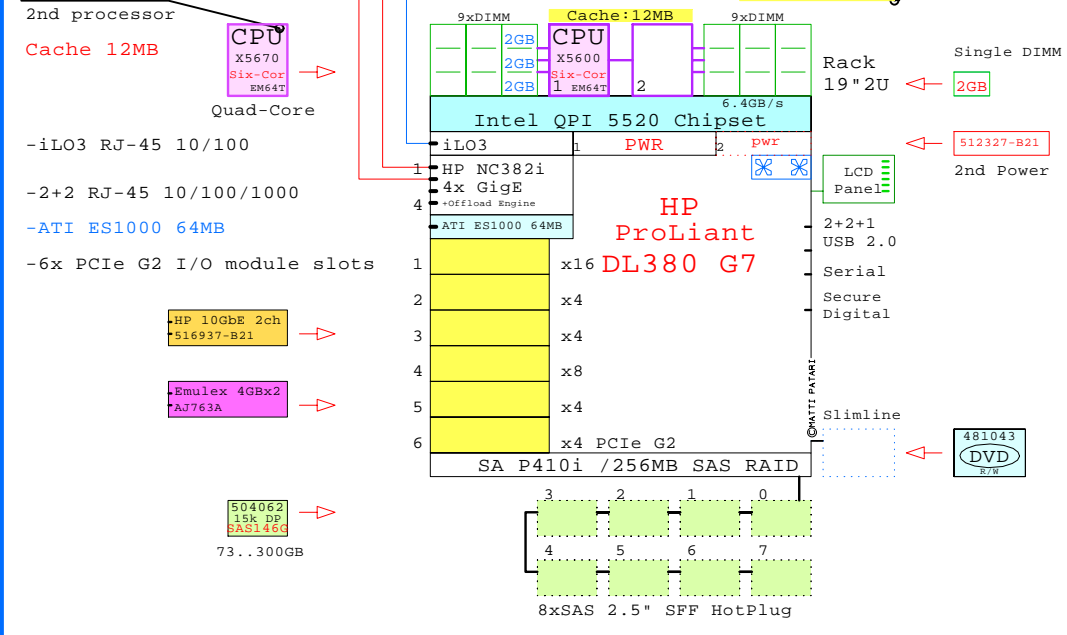 2nd processor
Cache 12MB
CPU
X5670
Six-Cor
EM64T
Quad-Core
-iLO3 RJ-45 10/100
-2+2 RJ-45 10/100/1000
-ATI ES1000 64MB
-6x PCIe G2 I/O module slots
HP 10GbE 2ch
516937-B21
Emulex 4GBx2
AJ763A
504062
15k DP
SAS146G
73..300GB
9xDIMM
Cache:12MB
9xDIMM
2GB
2GB
2GB
CPU
X5600
Six-Cor
1 EM64T
2
6.4GB/s
Intel QPI 5520 Chipset
iLO3
1 PWR
2 pwr
1 HP NC382i
4x GigE
4 +Offload Engine
ATI ES1000 64MB
HP
ProLiant
DL380 G7
1 x16
2 x4
3 x4
4 x8
5 x4
6 x4 PCIe G2
SA P410i /256MB SAS RAID
3 2 1 0
4 5 6 7
8xSAS 2.5" SFF HotPlug
Rack
19"2U
Single DIMM
2GB
512327-B21
2nd Power
LCD
Panel
2+2+1
USB 2.0
Serial
Secure
Digital
©MATTI PATARI
Slimline
481043
DVD
R/W